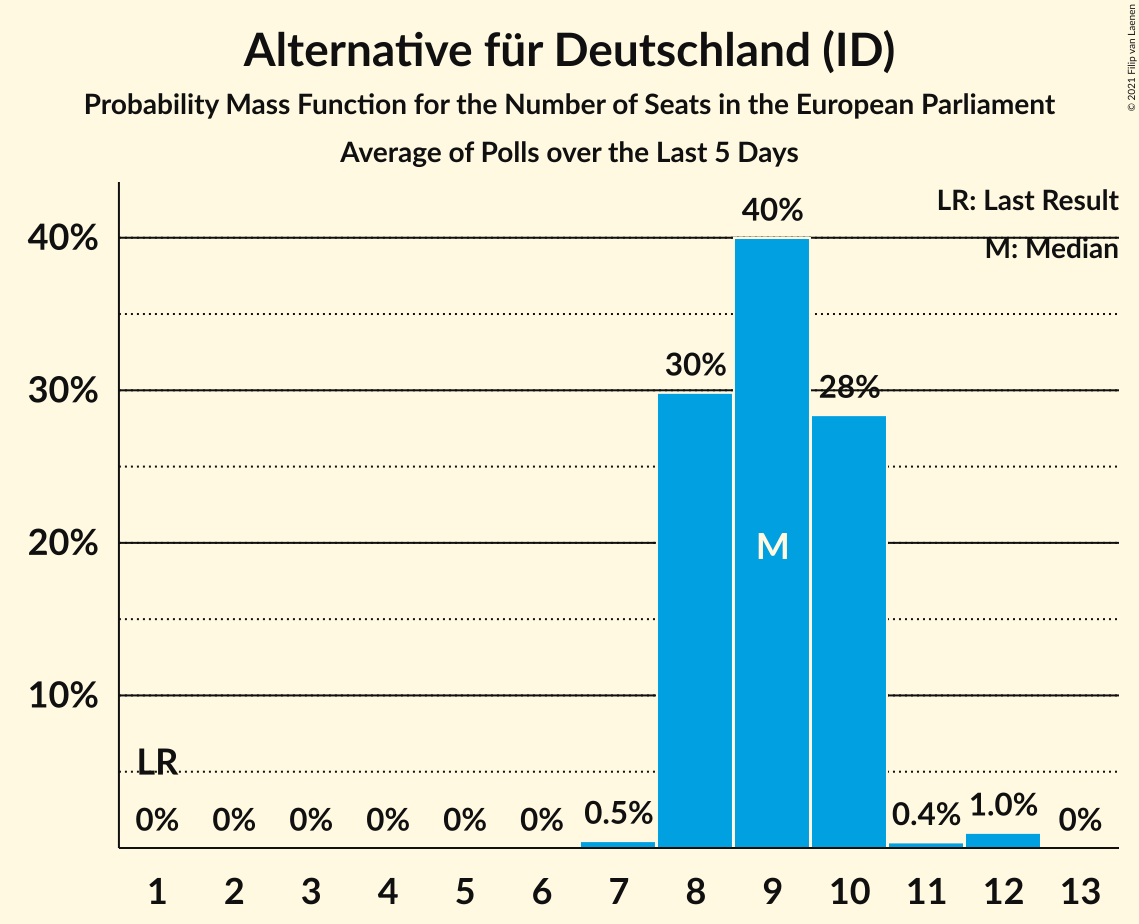 Alternative für Deutschland (ID)
Probability Mass Function for the Number of Seats in the European Parliament
Average of Polls over the Last 5 Days
© 2021 Filip van Laenen
LR: Last Result
M: Median
40%
30%
20%
10%
LR
0%
0%
0%
0%
0%
0%
0.5%
30%
40%
28%
0.4%
1.0%
0%
M
1 2 3 4 5 6 7 8 9 10 11 12 13